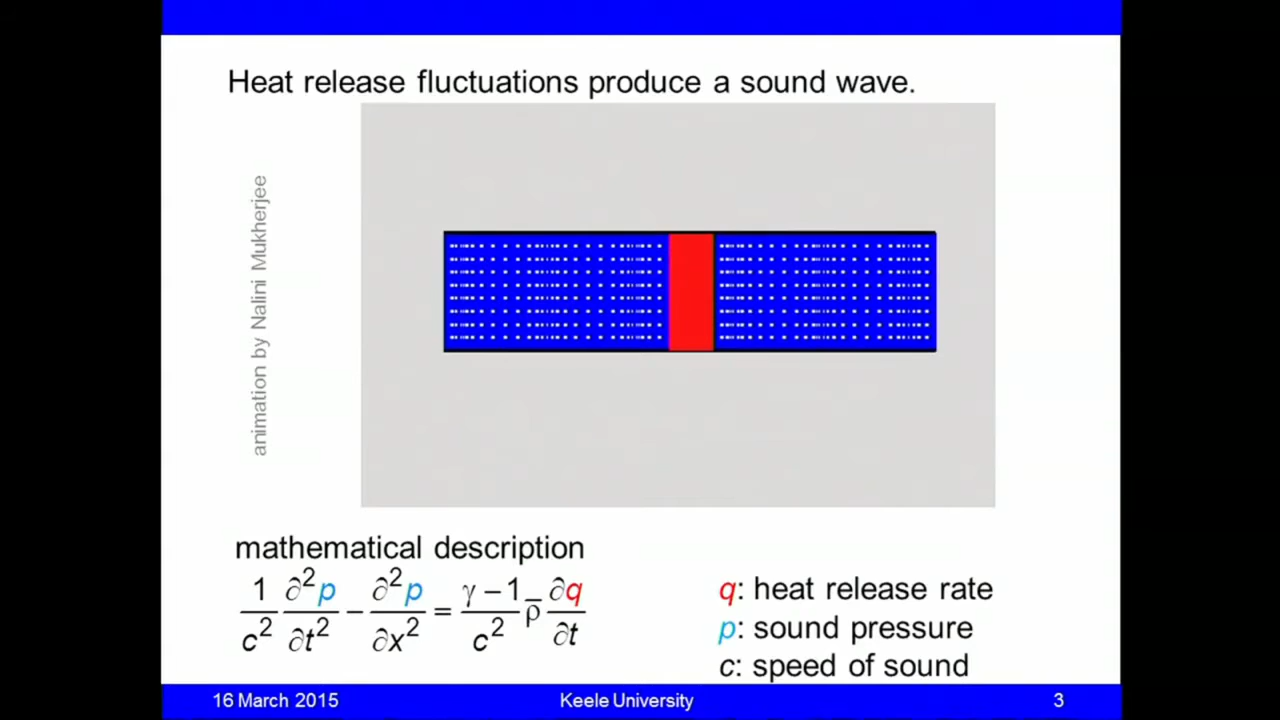 Heat release fluctuations produce a sound wave.
animation by Nalini Mukherjee
mathematical description
1/c² ∂²p/∂t² − ∂²p/∂x² = (γ − 1)/c² ρ̄ ∂q/∂t
q: heat release rate
p: sound pressure
c: speed of sound
16 March 2015 Keele University 3